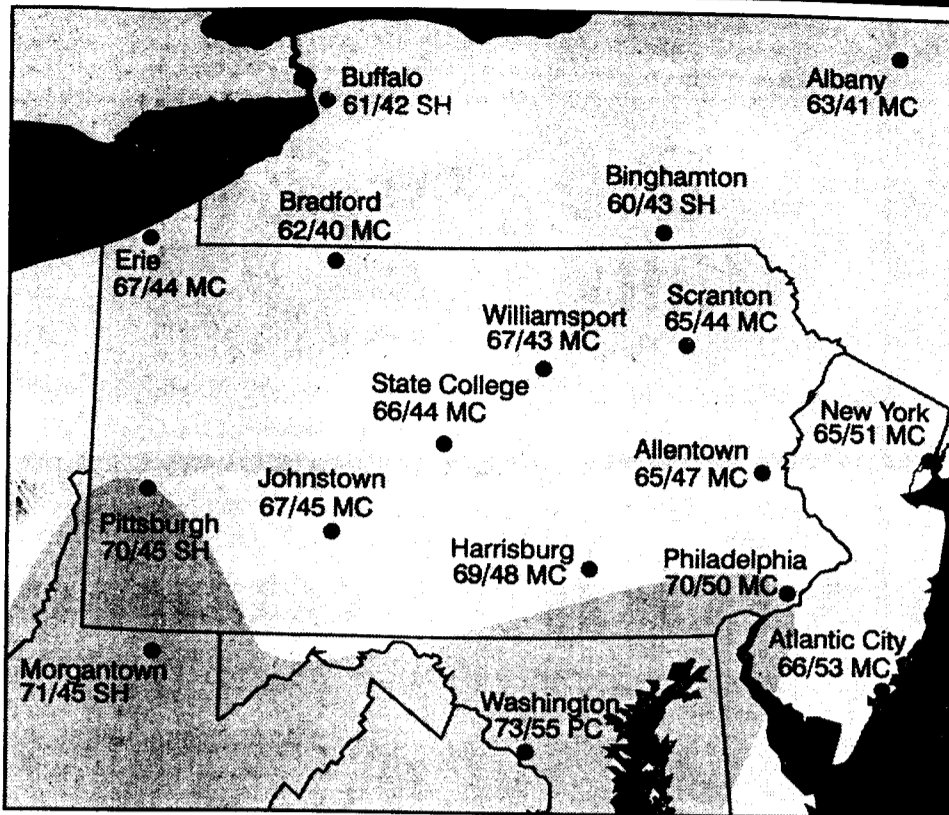 Buffalo
61/42 SH
Albany
63/41 MC
Binghamton
60/43 SH
Bradford
62/40 MC
Erie
67/44 MC
Scranton
65/44 MC
Williamsport
67/43 MC
State College
66/44 MC
New York
65/51 MC
Allentown
65/47 MC
Johnstown
67/45 MC
Pittsburgh
70/45 SH
Harrisburg
69/48 MC
Philadelphia
70/50 MC
Atlantic City
66/53 MC
Morgantown
71/45 SH
Washington
73/55 PC